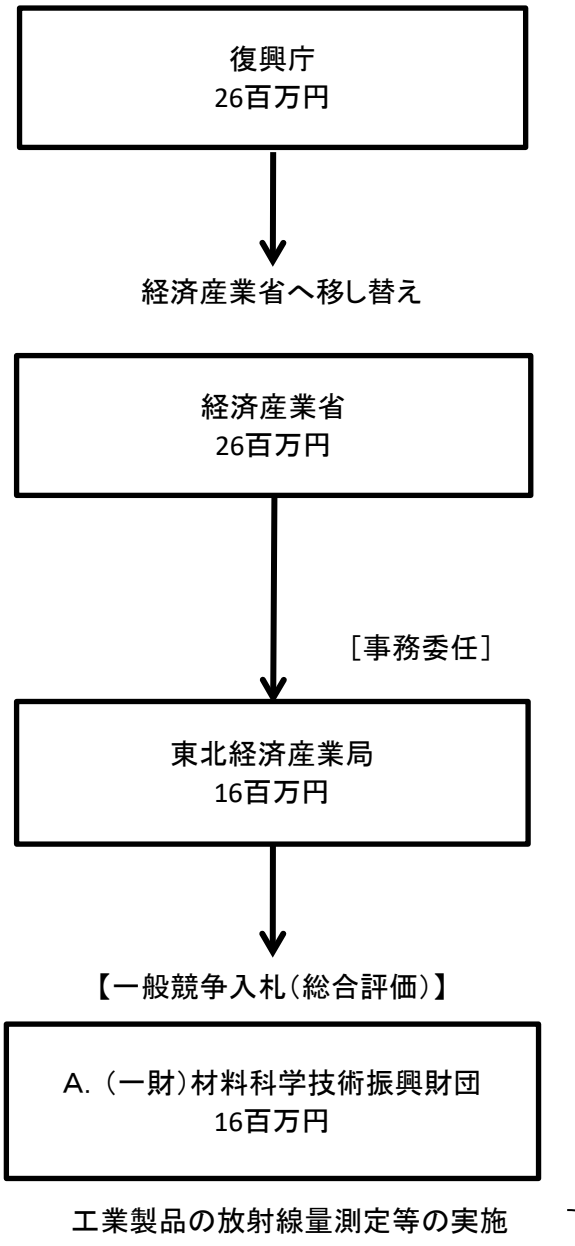 復興庁
26百万円
経済産業省へ移し替え
経済産業省
26百万円
［事務委任］
東北経済産業局
16百万円
【一般競争入札（総合評価）】
Ａ．（一財）材料科学技術振興財団
16百万円
工業製品の放射線量測定等の実施